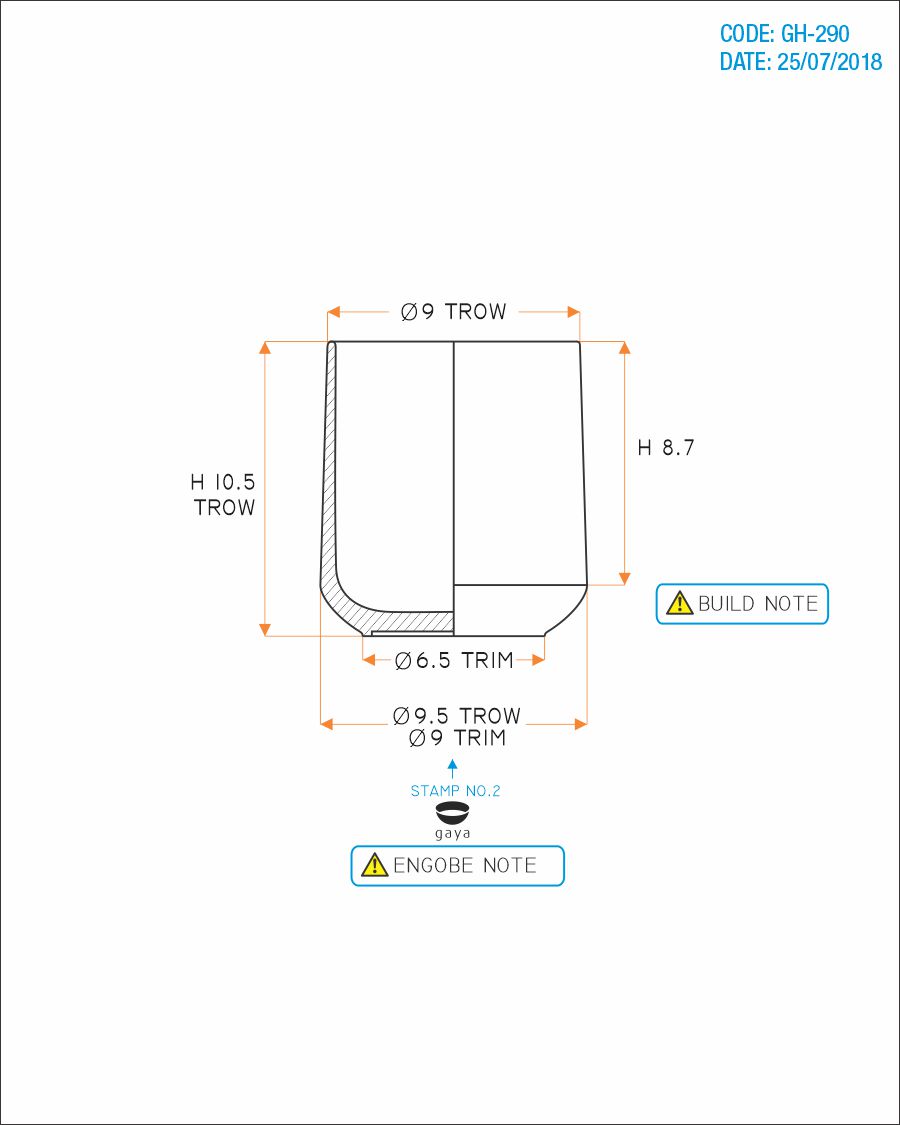 CODE: GH-290
DATE: 25/07/2018
Ø9 TROW
H 8.7
H 10.5
TROW
BUILD NOTE
Ø6.5 TRIM
Ø9.5 TROW
Ø9 TRIM
STAMP NO.2
gaya
ENGOBE NOTE